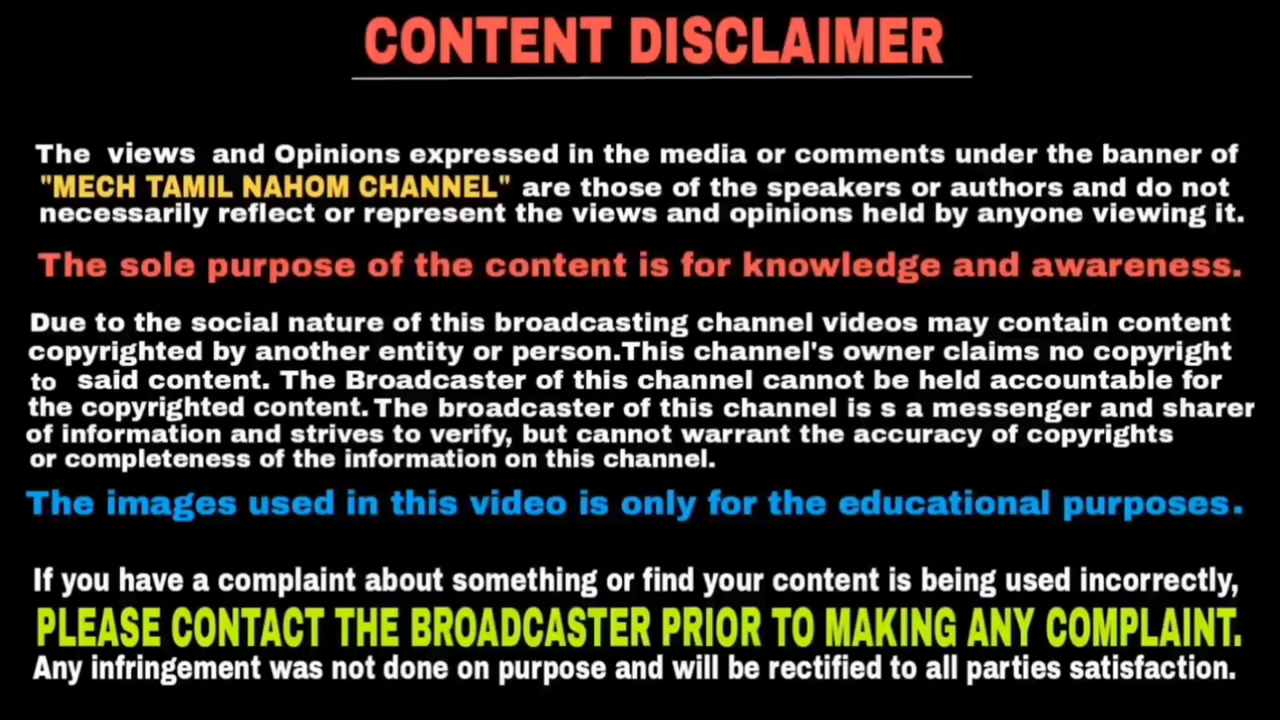 CONTENT DISCLAIMER
The views and Opinions expressed in the media or comments under the banner of
"MECH TAMIL NAHOM CHANNEL" are those of the speakers or authors and do not
necessarily reflect or represent the views and opinions held by anyone viewing it.
The sole purpose of the content is for knowledge and awareness.
Due to the social nature of this broadcasting channel videos may contain content
copyrighted by another entity or person.This channel's owner claims no copyright
to said content. The Broadcaster of this channel cannot be held accountable for
the copyrighted content. The broadcaster of this channel is s a messenger and sharer
of information and strives to verify, but cannot warrant the accuracy of copyrights
or completeness of the information on this channel.
The images used in this video is only for the educational purposes.
If you have a complaint about something or find your content is being used incorrectly,
PLEASE CONTACT THE BROADCASTER PRIOR TO MAKING ANY COMPLAINT.
Any infringement was not done on purpose and will be rectified to all parties satisfaction.